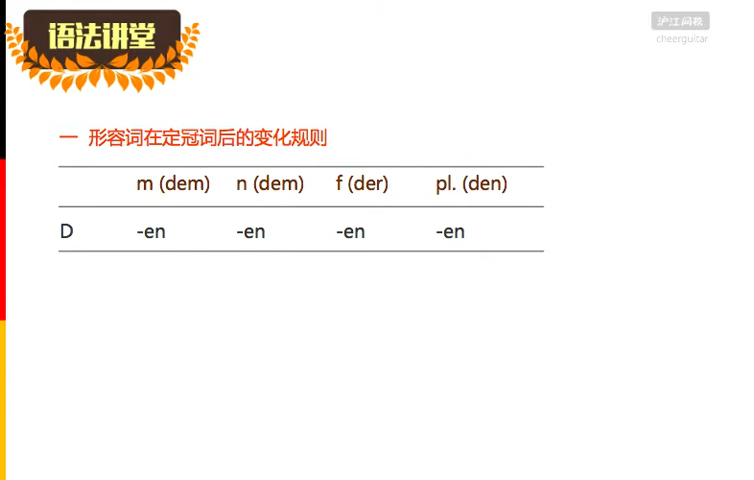 语法讲堂
沪江网校
cheerguitar
一 形容词在定冠词后的变化规则
m (dem) n (dem) f (der) pl. (den)
D -en -en -en -en